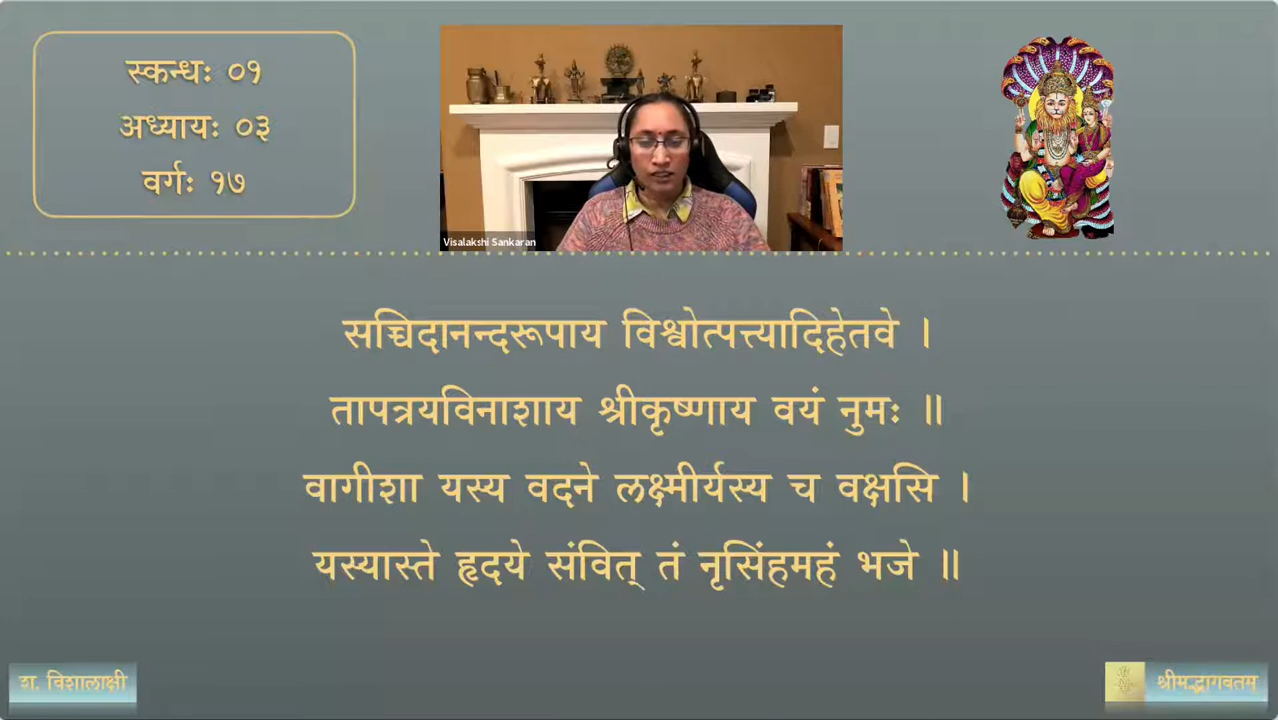 स्कन्धः ०१
अध्यायः ०३
वर्गः १७
Visalakshi Sankaran
सच्चिदानन्दरूपाय विश्वोत्पत्त्यादिहेतवे ।
तापत्रयविनाशाय श्रीकृष्णाय वयं नुमः ॥
वागीशा यस्य वदने लक्ष्मीर्यस्य च वक्षसि ।
यस्यास्ते हृदये संवित् तं नृसिंहमहं भजे ॥
श. विशालाक्षी
श्रीमद्भागवतम्